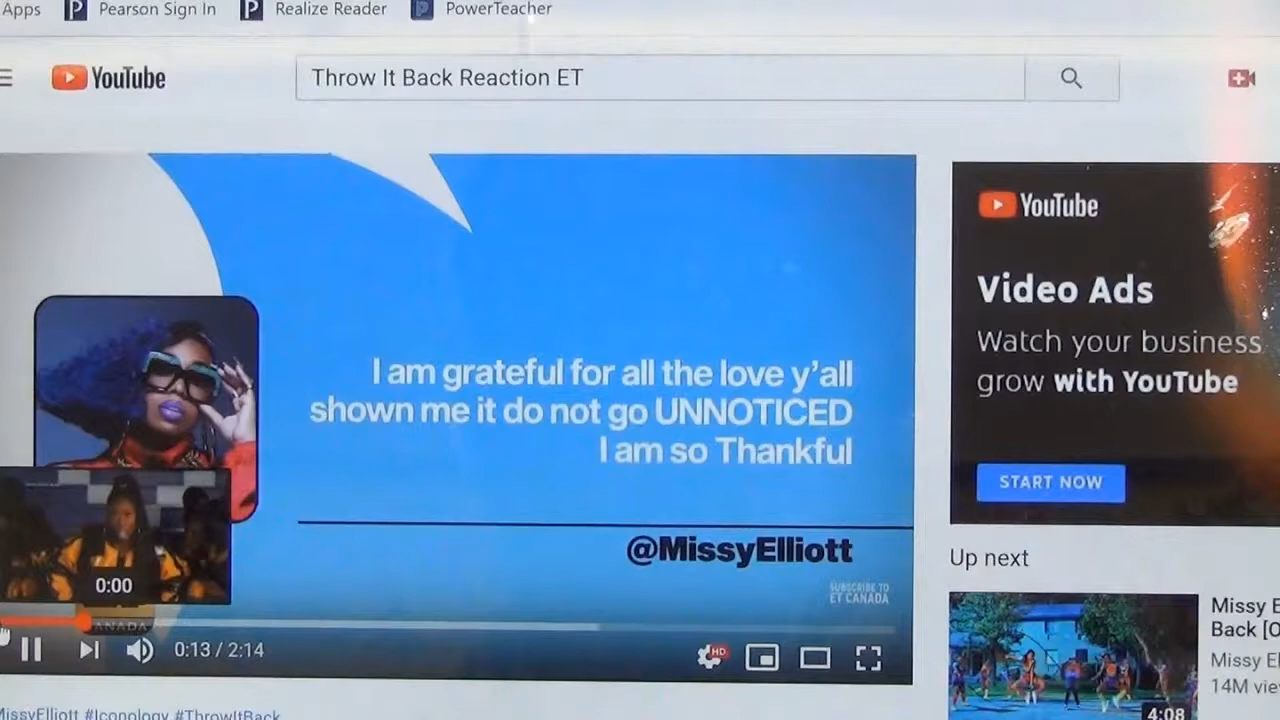 Apps Pearson Sign In Realize Reader PowerTeacher
YouTube Throw It Back Reaction ET
YouTube
Video Ads
Watch your business
grow with YouTube
START NOW
I am grateful for all the love y'all
shown me it do not go UNNOTICED
I am so Thankful
@MissyElliott
SUBSCRIBE TO
ET CANADA
0:00
ANADA
0:13 / 2:14
HD
Up next
Missy E
Back [O
Missy El
14M vie
4:08
MissyElliott #Iconology #ThrowItBack